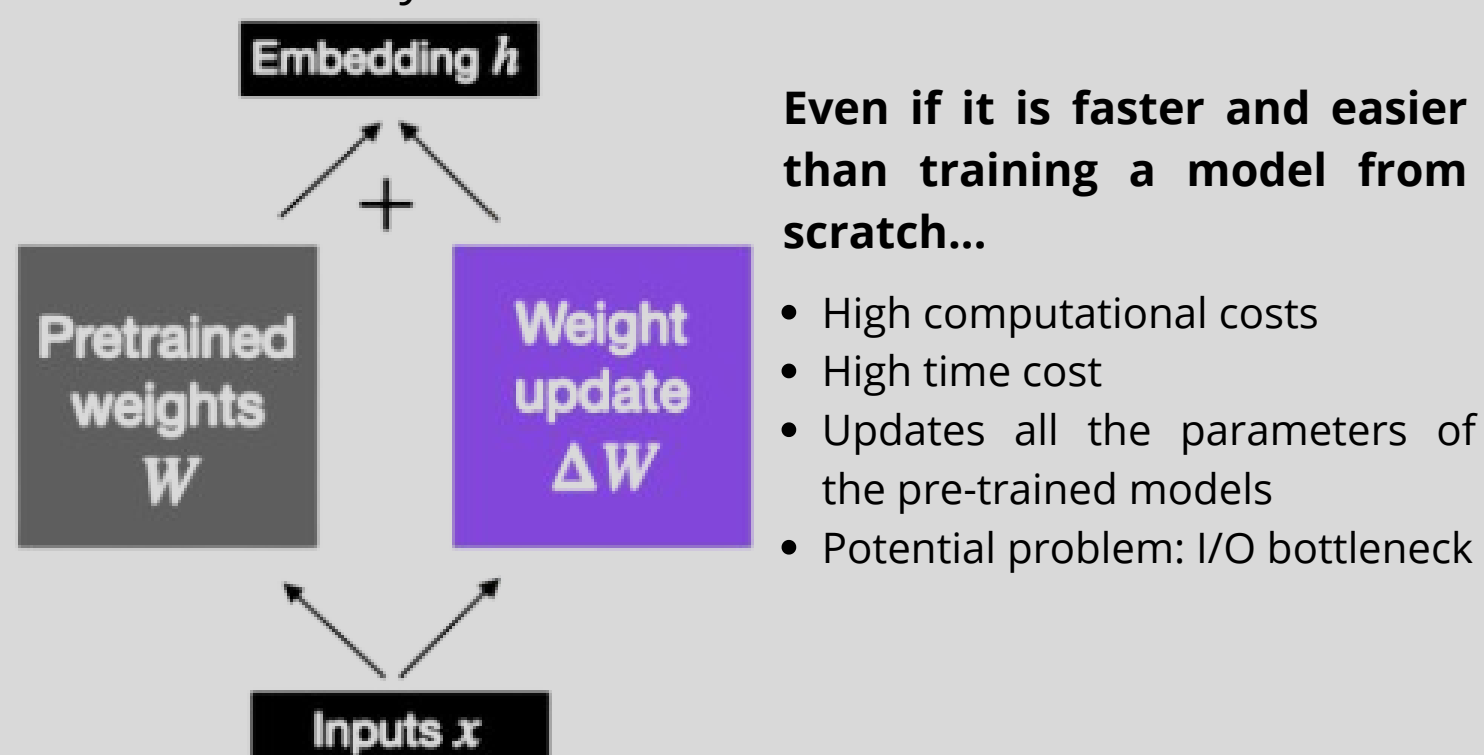 Embedding h
+
Pretrained
weights
W
Weight
update
ΔW
Inputs x
Even if it is faster and easier
than training a model from
scratch...
• High computational costs
• High time cost
• Updates all the parameters of
the pre-trained models
• Potential problem: I/O bottleneck